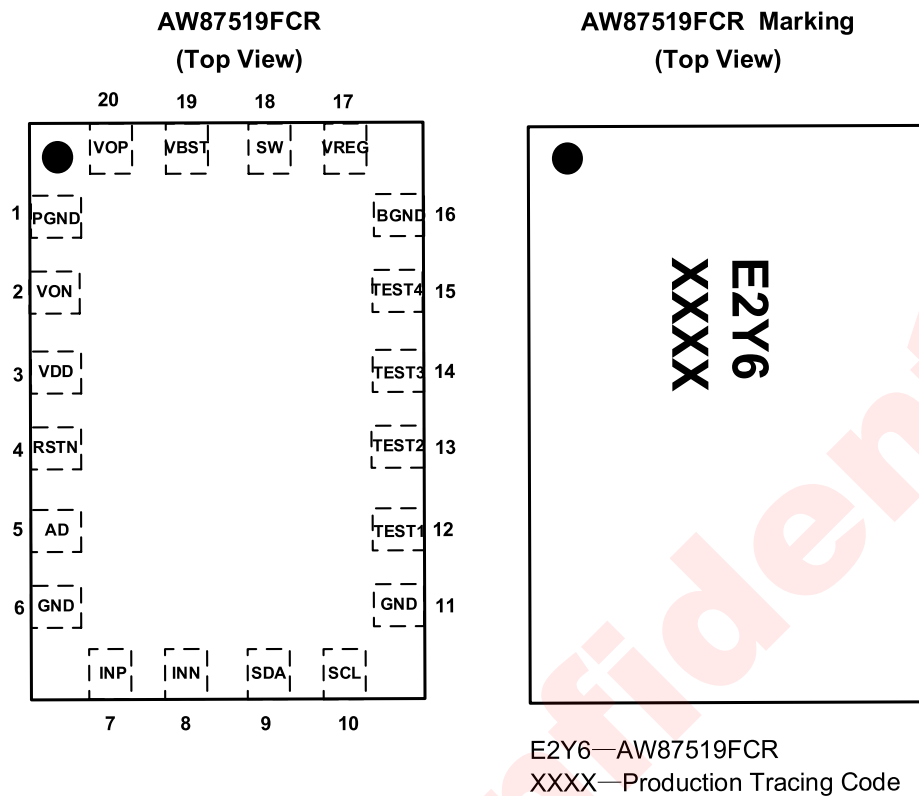 AW87519FCR
(Top View)
20 19 18 17
VOP VBST SW VREG
1 PGND BGND 16
2 VON TEST4 15
3 VDD TEST3 14
4 RSTN TEST2 13
5 AD TEST1 12
6 GND GND 11
INP INN SDA SCL
7 8 9 10
AW87519FCR Marking
(Top View)
E2Y6
XXXX
E2Y6—AW87519FCR
XXXX—Production Tracing Code